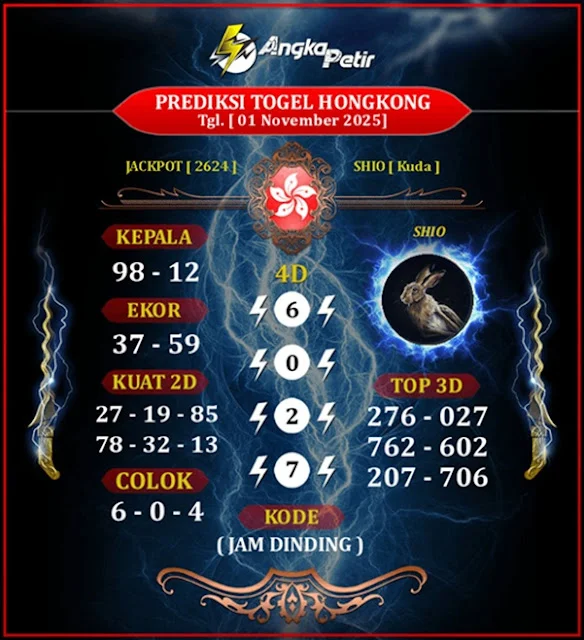 AngkaPetir
PREDIKSI TOGEL HONGKONG
Tgl. [ 01 November 2025]
JACKPOT [ 2624 ]
SHIO [ Kuda ]
KEPALA
98 - 12
EKOR
37 - 59
KUAT 2D
27 - 19 - 85
78 - 32 - 13
COLOK
6 - 0 - 4
4D
6
0
2
7
KODE
( JAM DINDING )
SHIO
TOP 3D
276 - 027
762 - 602
207 - 706